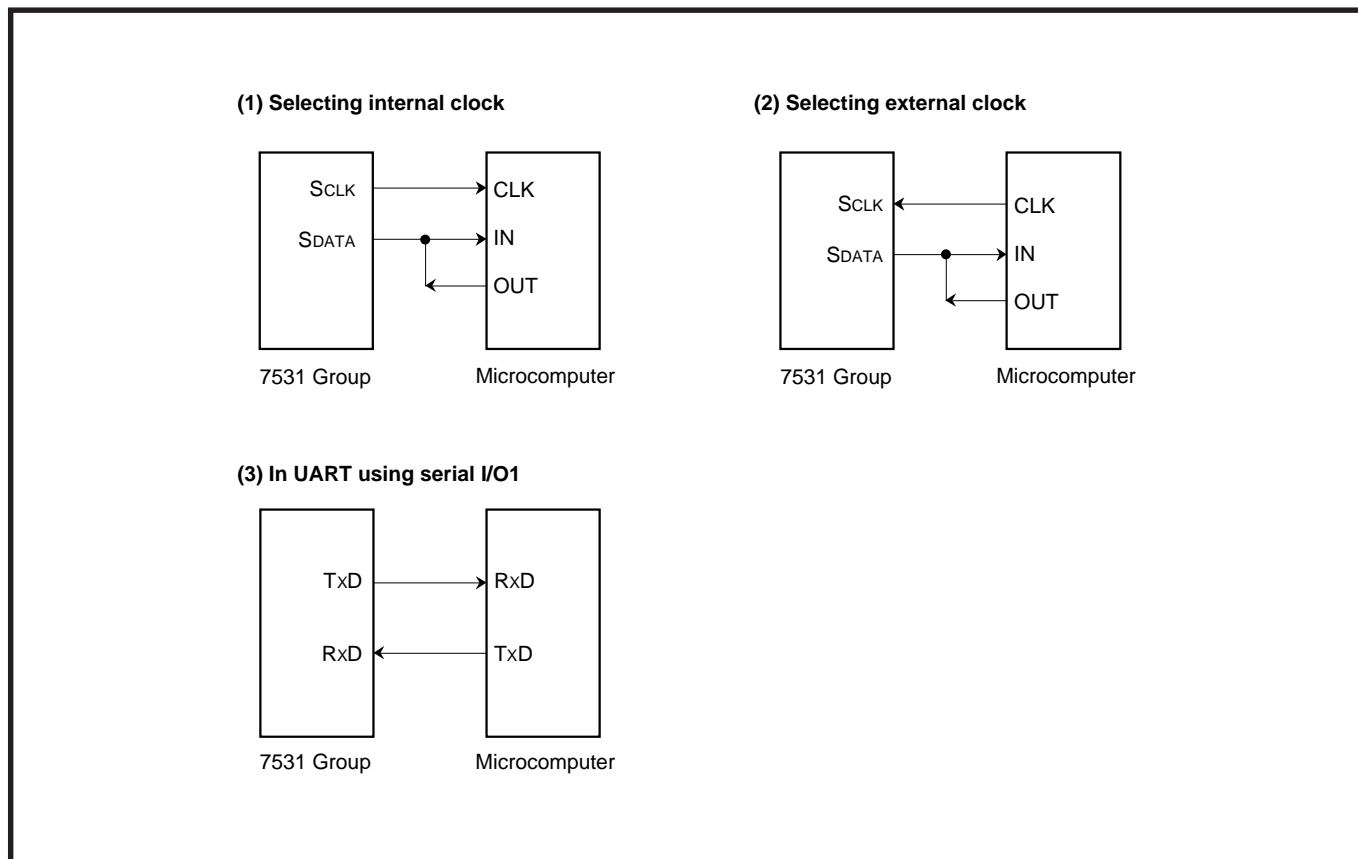 (1) Selecting internal clock
SCLK
SDATA
CLK
IN
OUT
7531 Group
Microcomputer
(2) Selecting external clock
SCLK
SDATA
CLK
IN
OUT
7531 Group
Microcomputer
(3) In UART using serial I/O1
TxD
RxD
RxD
TxD
7531 Group
Microcomputer